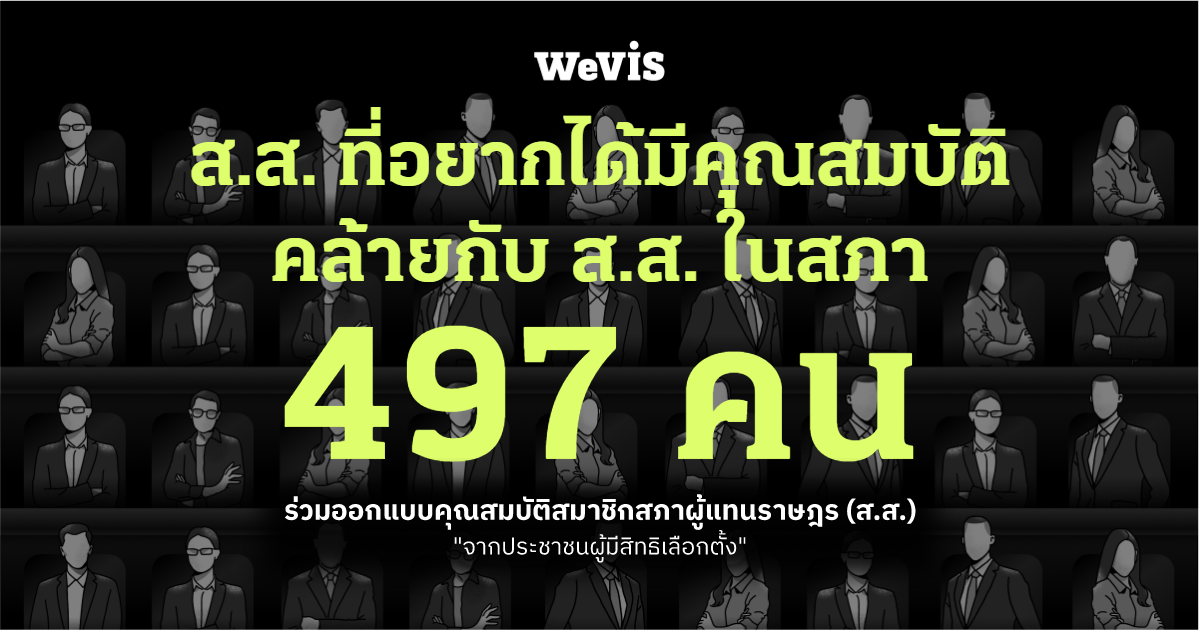 WeVIS
ส.ส. ที่อยากได้มีคุณสมบัติ
คล้ายกับ ส.ส. ในสภา
497 คน
ร่วมออกแบบคุณสมบัติสมาชิกสภาผู้แทนราษฎร (ส.ส.)
"จากประชาชนผู้มีสิทธิเลือกตั้ง"